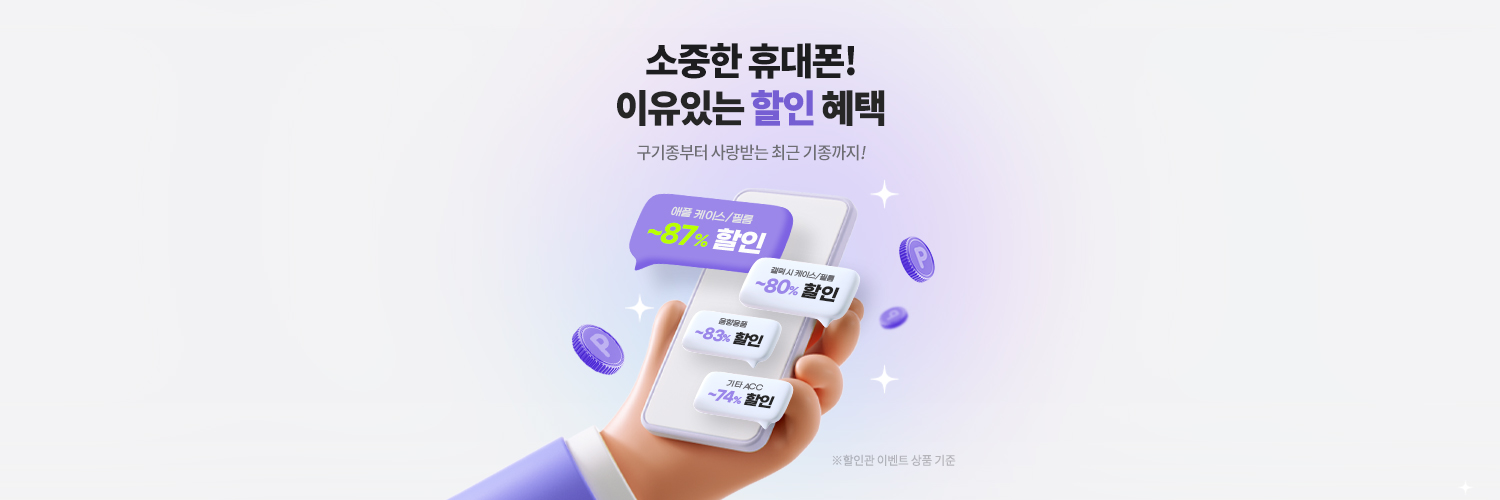 소중한 휴대폰!
이유있는 할인 혜택
구기종부터 사랑받는 최근 기종까지!
애플 케이스/필름
~87% 할인
갤럭시 케이스/필름
~80% 할인
음향용품
~83% 할인
기타 ACC
~74% 할인
P
P
P
※할인관 이벤트 상품 기준